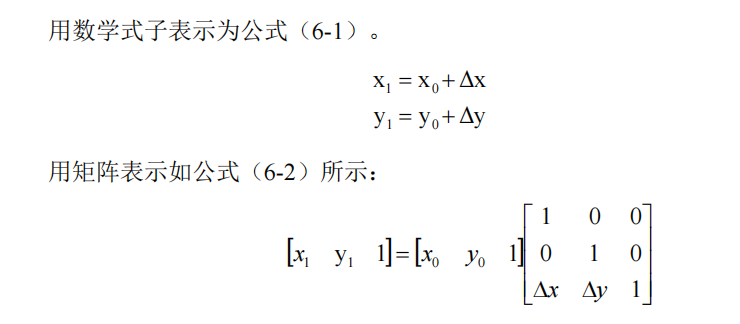 用数学式子表示为公式（6-1）。
x₁ = x₀+ Δx
y₁ = y₀+ Δy
用矩阵表示如公式（6-2）所示：
[x₁ y₁ 1]=[x₀ y₀ 1][1 0 0
0 1 0
Δx Δy 1]